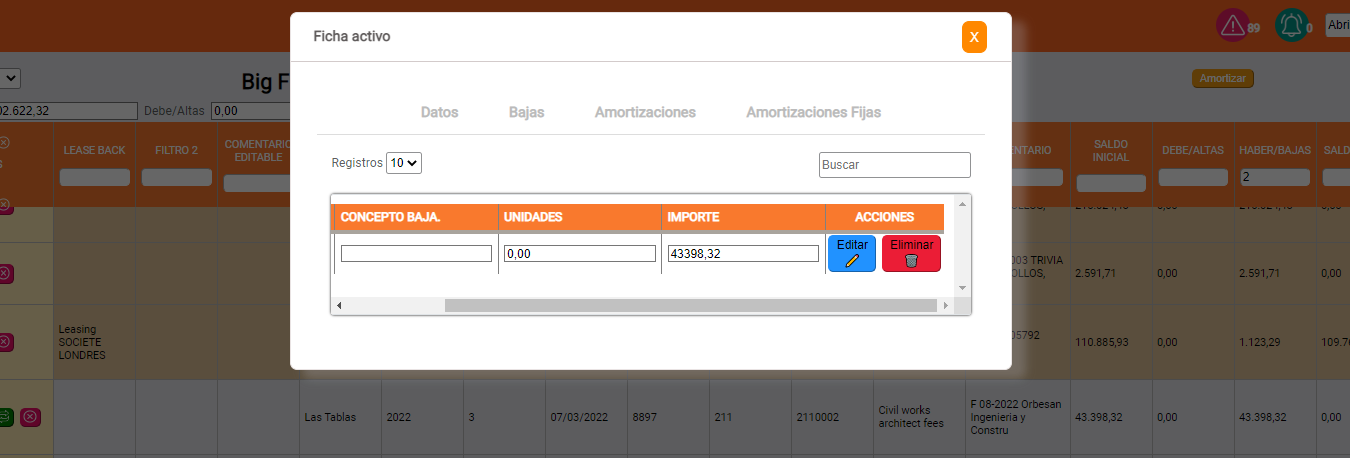 Ficha activo
X
89
0
Abri
Big F
Amortizar
02.622,32
Debe/Altas
0,00
Datos
Bajas
Amortizaciones
Amortizaciones Fijas
Registros
10
Buscar
S
LEASE BACK
FILTRO 2
COMENTARIO
EDITABLE
ENTARIO
SALDO
INICIAL
DEBE/ALTAS
HABER/BAJAS
SALD
2
CONCEPTO BAJA.
UNIDADES
IMPORTE
ACCIONES
0,00
43398,32
Editar
Eliminar
003 TRIVIA
OLLOS,
2.591,71
0,00
2.591,71
0,00
Leasing
SOCIETE
LONDRES
05792
110.885,93
0,00
1.123,29
109.76
Las Tablas
2022
3
07/03/2022
8897
211
2110002
Civil works
architect fees
F 08-2022 Orbesan
Ingenieria y
Constru
43.398,32
0,00
43.398,32
0,00